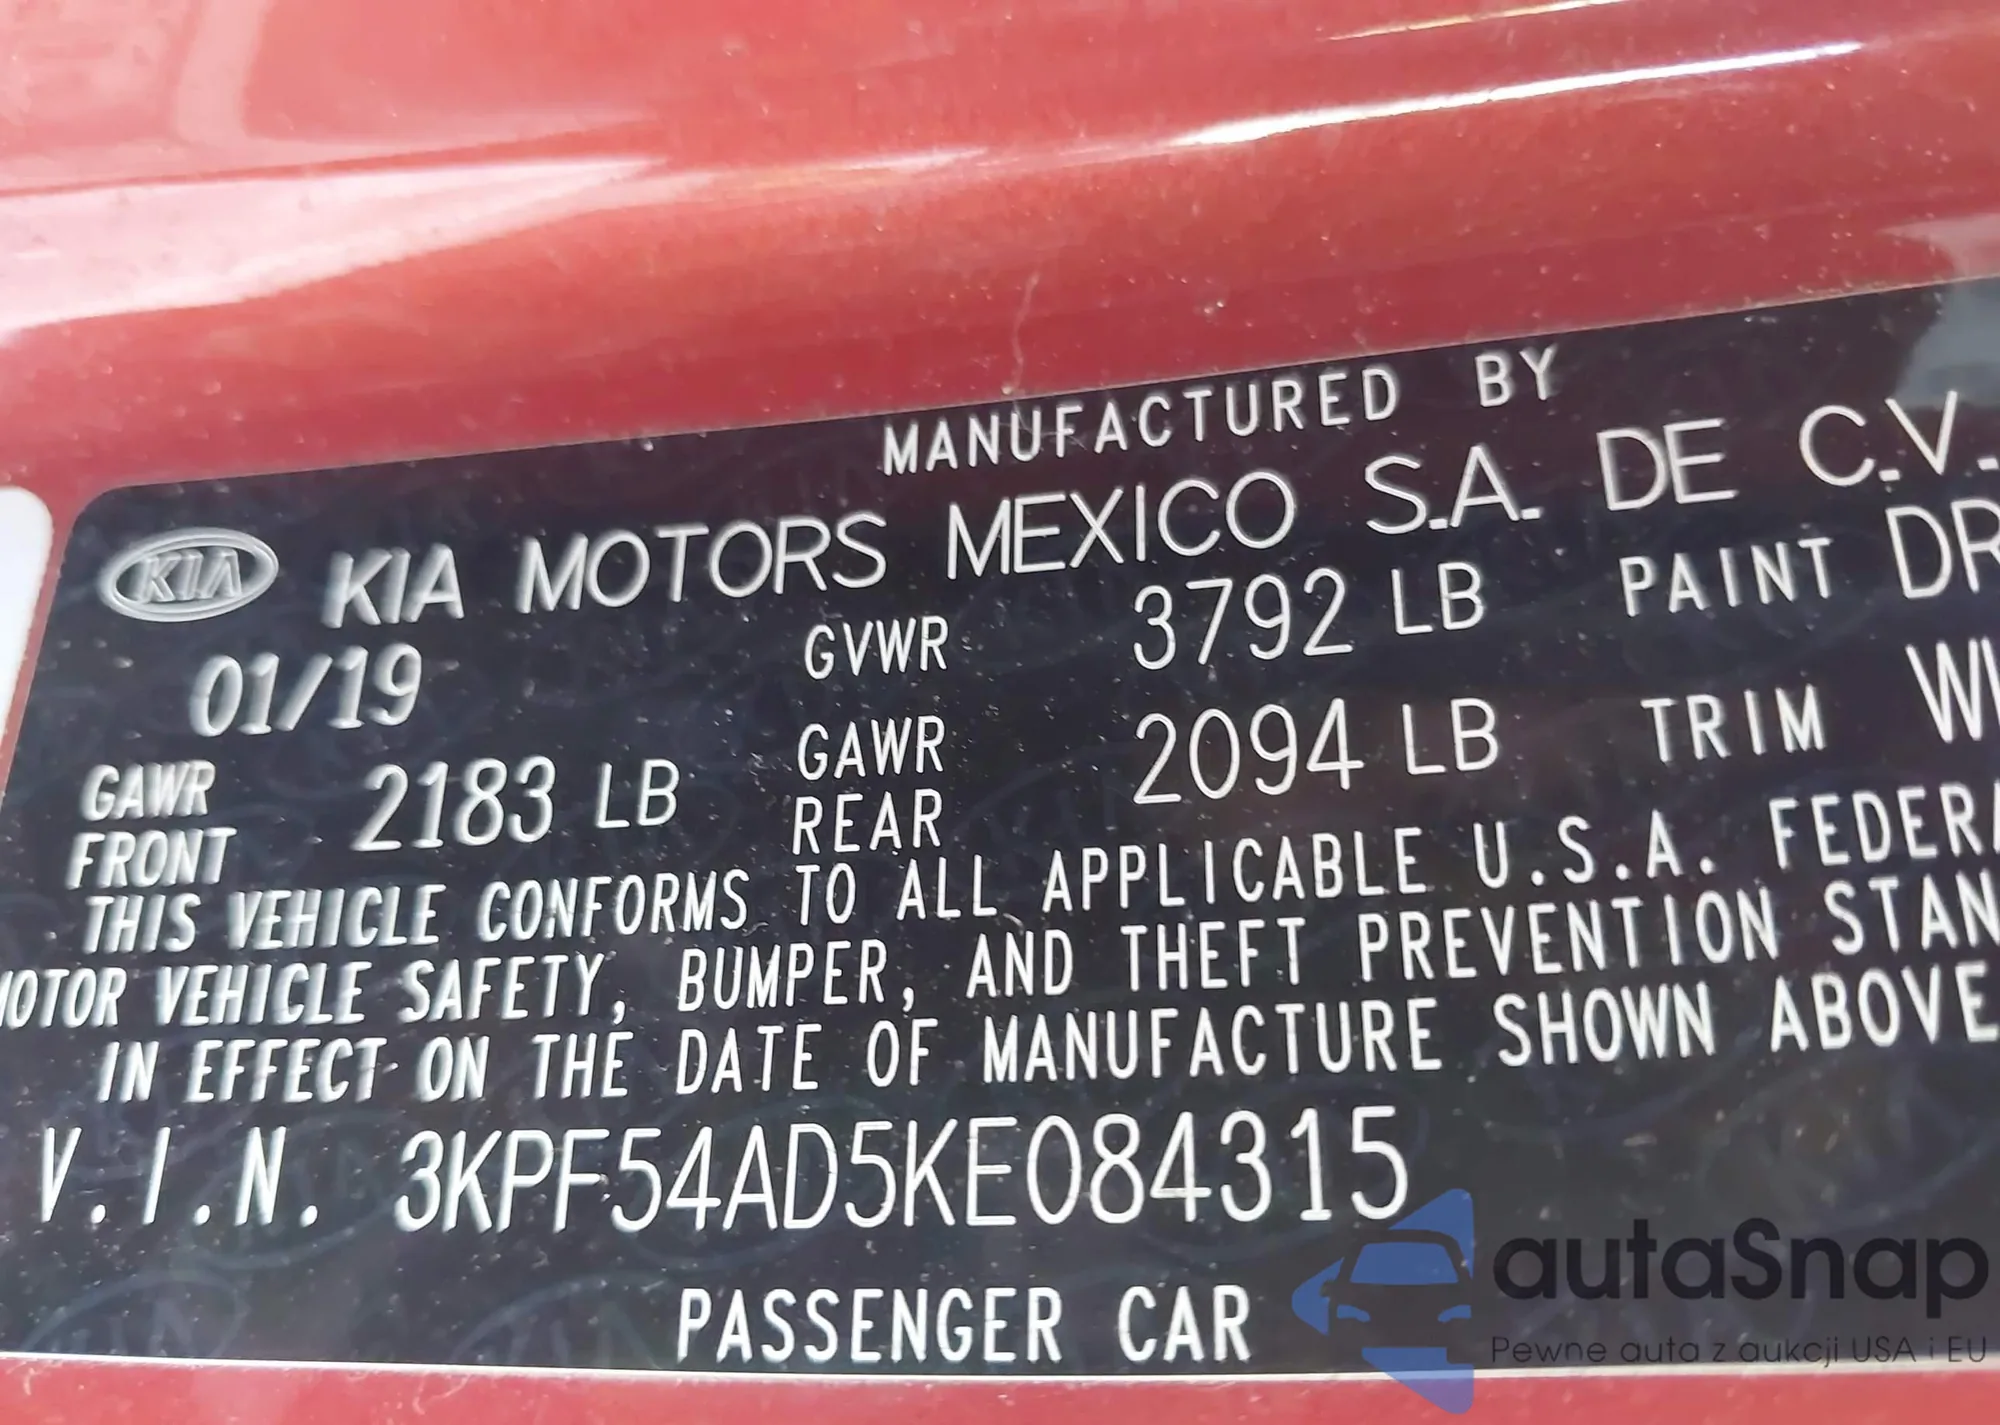 MANUFACTURED BY
KIA KIA MOTORS MEXICO S.A. DE C.V.
01/19 GVWR 3792 LB PAINT DR
GAWR FRONT 2183 LB GAWR REAR 2094 LB TRIM
THIS VEHICLE CONFORMS TO ALL APPLICABLE U.S.A. FEDERA
MOTOR VEHICLE SAFETY, BUMPER, AND THEFT PREVENTION STAN
IN EFFECT ON THE DATE OF MANUFACTURE SHOWN ABOVE
V.I.N. 3KPF54AD5KE084315
PASSENGER CAR
autaSnap
Pewne auta z aukcji USA i EU